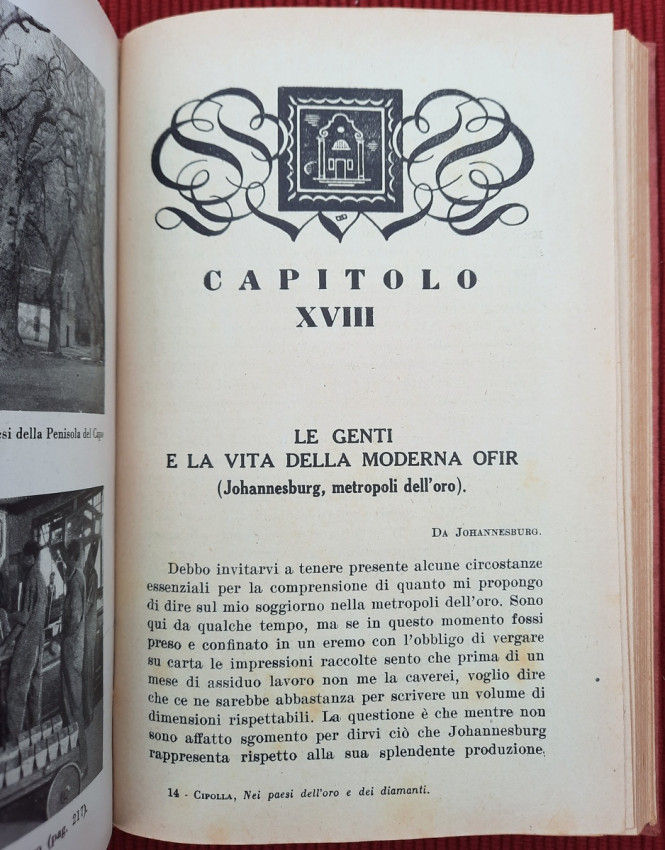 si della Penisola del Capo
(pag. 217).
CAPITOLO
XVIII
LE GENTI
E LA VITA DELLA MODERNA OFIR
(Johannesburg, metropoli dell'oro).
Da Johannesburg.
Debbo invitarvi a tenere presente alcune circostanze
essenziali per la comprensione di quanto mi propongo
di dire sul mio soggiorno nella metropoli dell'oro. Sono
qui da qualche tempo, ma se in questo momento fossi
preso e confinato in un eremo con l'obbligo di vergare
su carta le impressioni raccolte sento che prima di un
mese di assiduo lavoro non me la caverei, voglio dire
che ce ne sarebbe abbastanza per scrivere un volume di
dimensioni rispettabili. La questione è che mentre non
sono affatto sgomento per dirvi ciò che Johannesburg
rappresenta rispetto alla sua splendente produzione,
14 - Cipolla, Nei paesi dell'oro e dei diamanti.